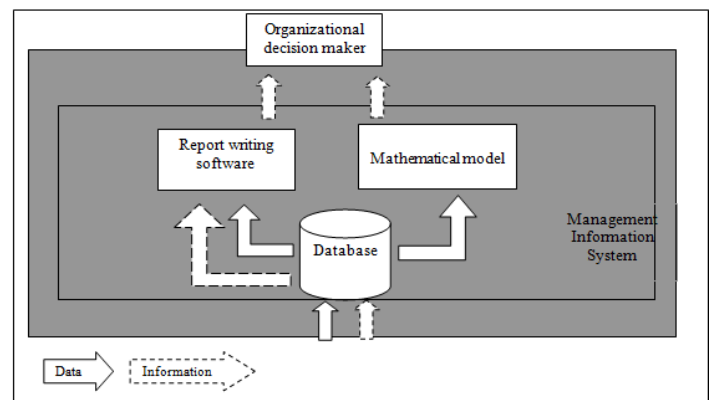 Organizational
decision maker
Report writing
software
Mathematical model
Database
Management
Information
System
Data
Information